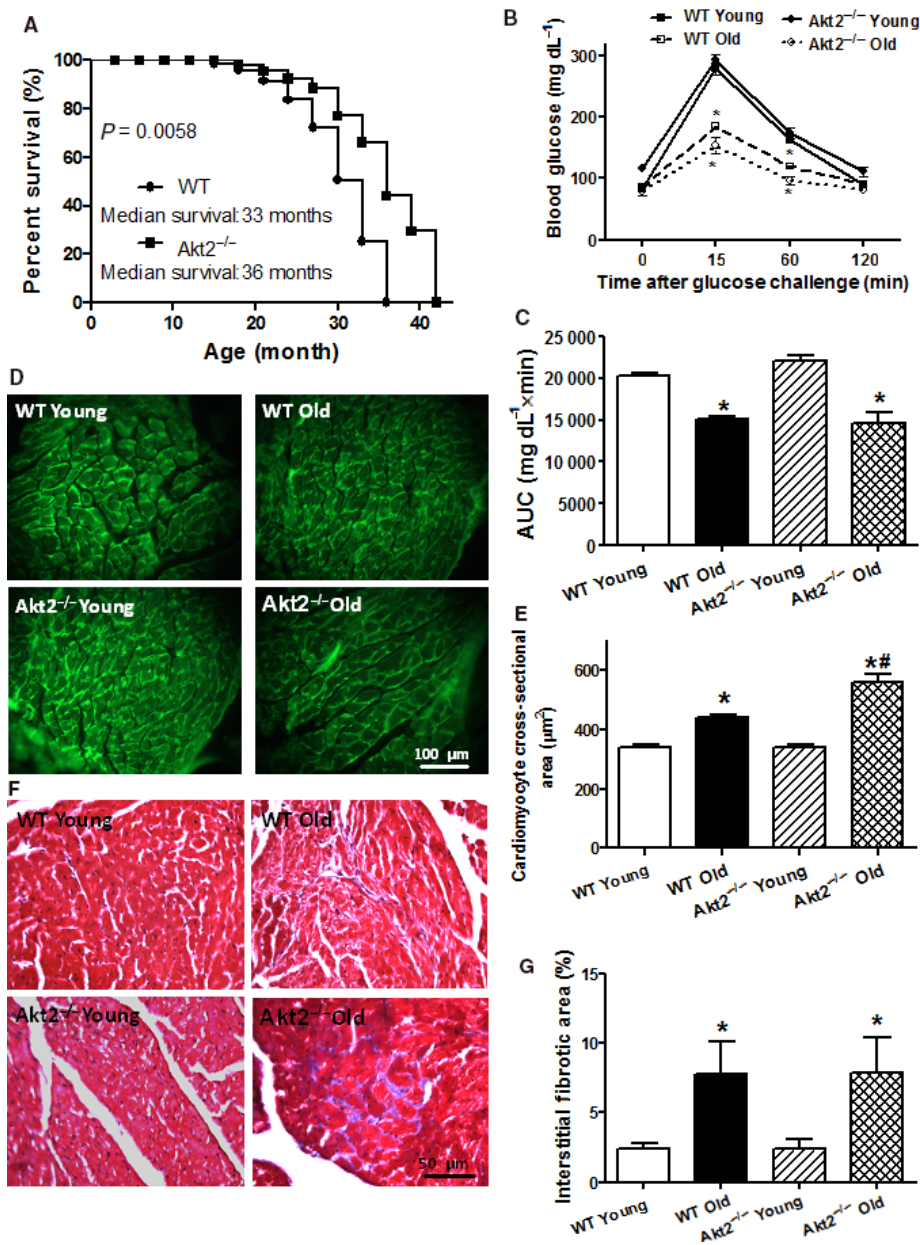 A
Percent survival (%)
100
80
60
40
20
0
P = 0.0058
WT
Median survival:33 months
Akt2⁻/⁻
Median survival:36 months
0 10 20 30 40
Age (month)
B
WT Young
Akt2⁻/⁻ Young
WT Old
Akt2⁻/⁻ Old
Blood glucose (mg dL⁻¹)
300
200
100
0
* * * *
0 15 60 120
Time after glucose challenge (min)
C
AUC (mg dL⁻¹×min)
25 000
20 000
15 000
10 000
5000
0
* *
WT Young
WT Old
Akt2⁻/⁻ Young
Akt2⁻/⁻ Old
D
WT Young
WT Old
Akt2⁻/⁻ Young
Akt2⁻/⁻ Old
100 µm
E
Cardiomyocyte cross-sectional
area (µm²)
600
400
200
0
* *#
WT Young
WT Old
Akt2⁻/⁻ Young
Akt2⁻/⁻ Old
F
WT Young
WT Old
Akt2⁻/⁻ Young
Akt2⁻/⁻ Old
50 µm
G
Interstitial fibrotic area (%)
15
10
5
0
* *
WT Young
WT Old
Akt2⁻/⁻ Young
Akt2⁻/⁻ Old